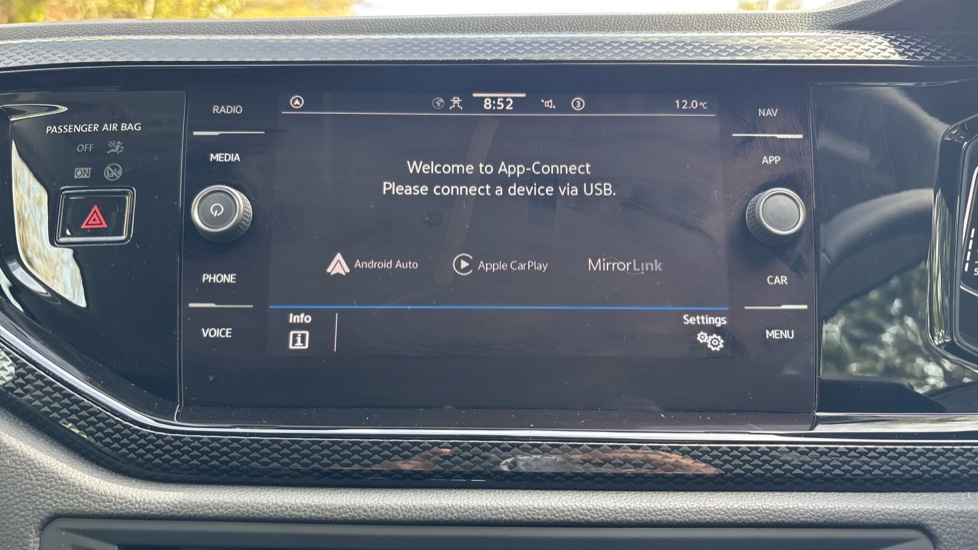 PASSENGER AIR BAG
OFF
ON
RADIO
MEDIA
PHONE
VOICE
8:52
3
12.0°C
Welcome to App-Connect
Please connect a device via USB.
Android Auto
Apple CarPlay
MirrorLink
Info
i
Settings
NAV
APP
CAR
MENU